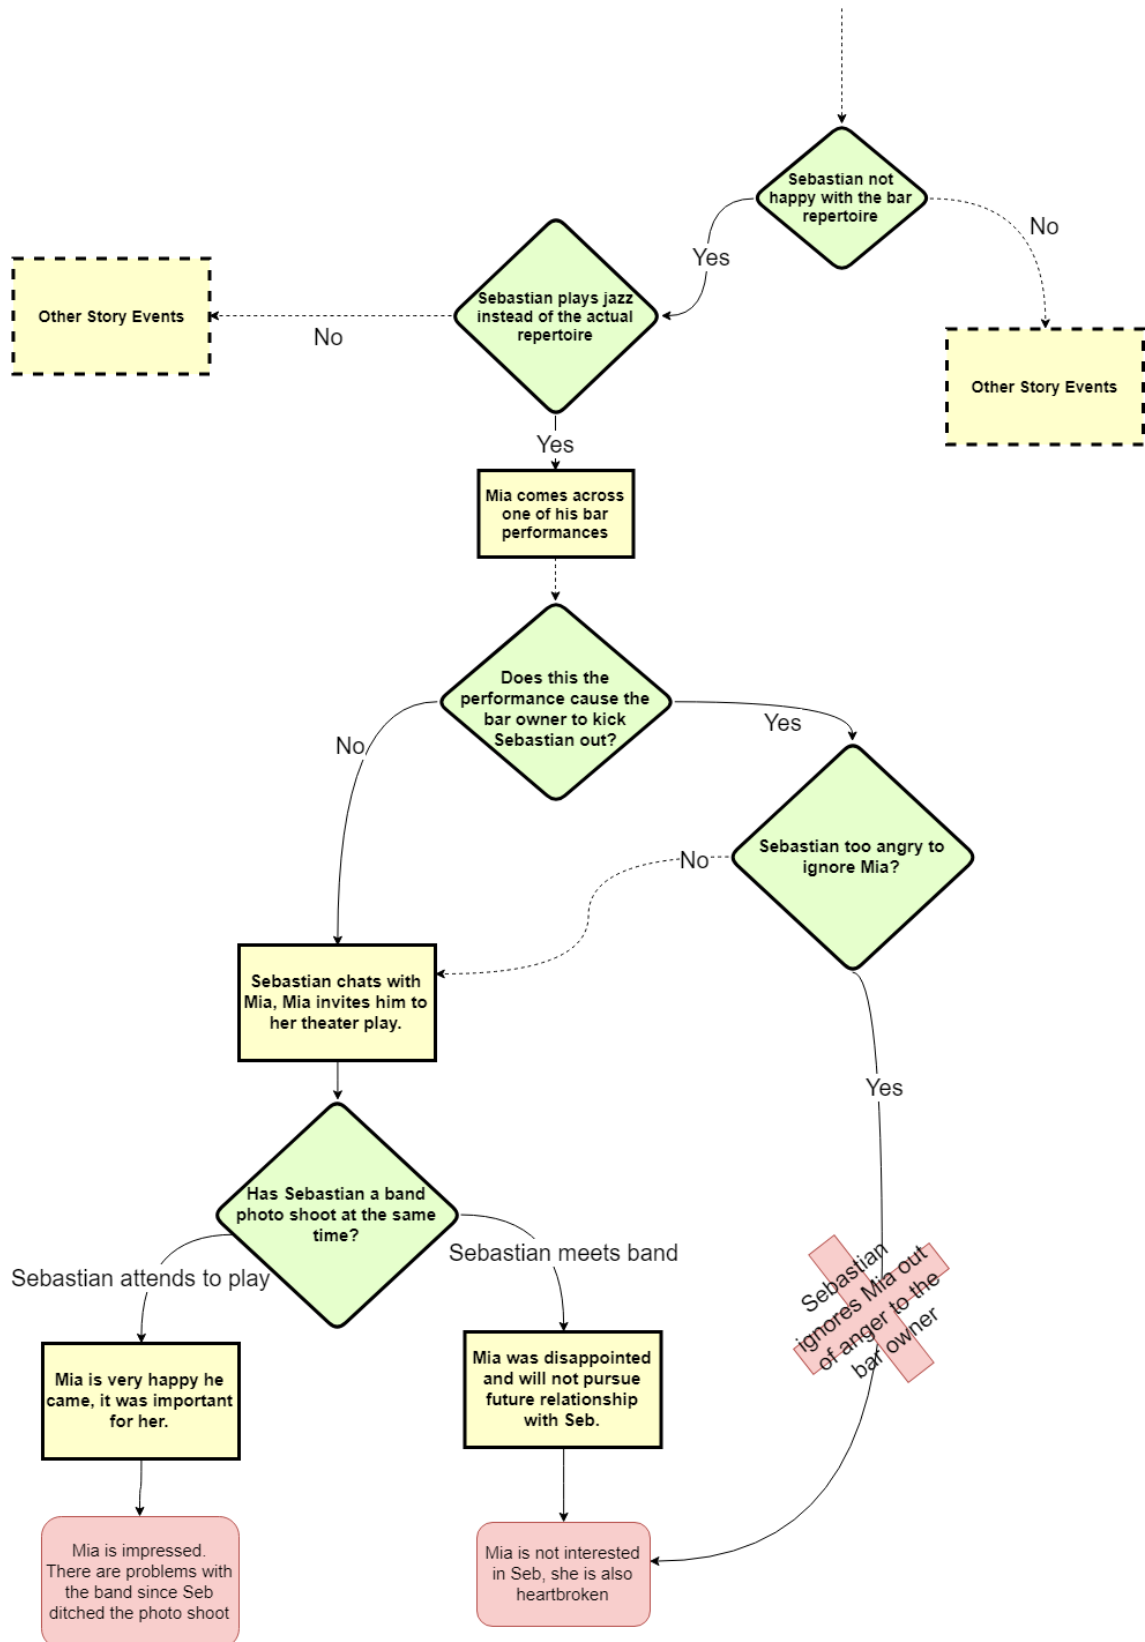 Sebastian not
happy with the bar
repertoire
No
Yes
Sebastian plays jazz
instead of the actual
repertoire
Other Story Events
No
Other Story Events
Yes
Mia comes across
one of his bar
performances
Does this the
performance cause the
bar owner to kick
Sebastian out?
No
Yes
Sebastian too angry to
ignore Mia?
No
Sebastian chats with
Mia, Mia invites him to
her theater play.
Yes
Has Sebastian a band
photo shoot at the same
time?
Sebastian attends to play
Sebastian meets band
Sebastian
ignores Mia out
of anger to the
bar owner
Mia is very happy he
came, it was important
for her.
Mia was disappointed
and will not pursue
future relationship
with Seb.
Mia is impressed.
There are problems with
the band since Seb
ditched the photo shoot
Mia is not interested
in Seb, she is also
heartbroken